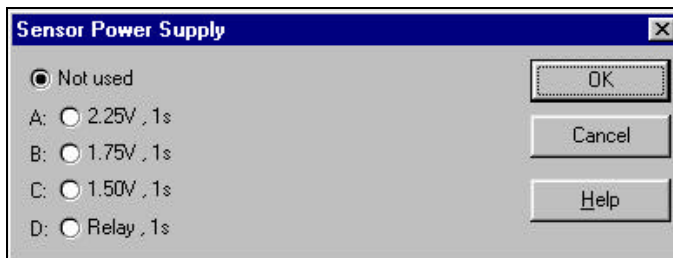 Sensor Power Supply
Not used
A: 2.25V , 1s
B: 1.75V , 1s
C: 1.50V , 1s
D: Relay , 1s
OK
Cancel
Help